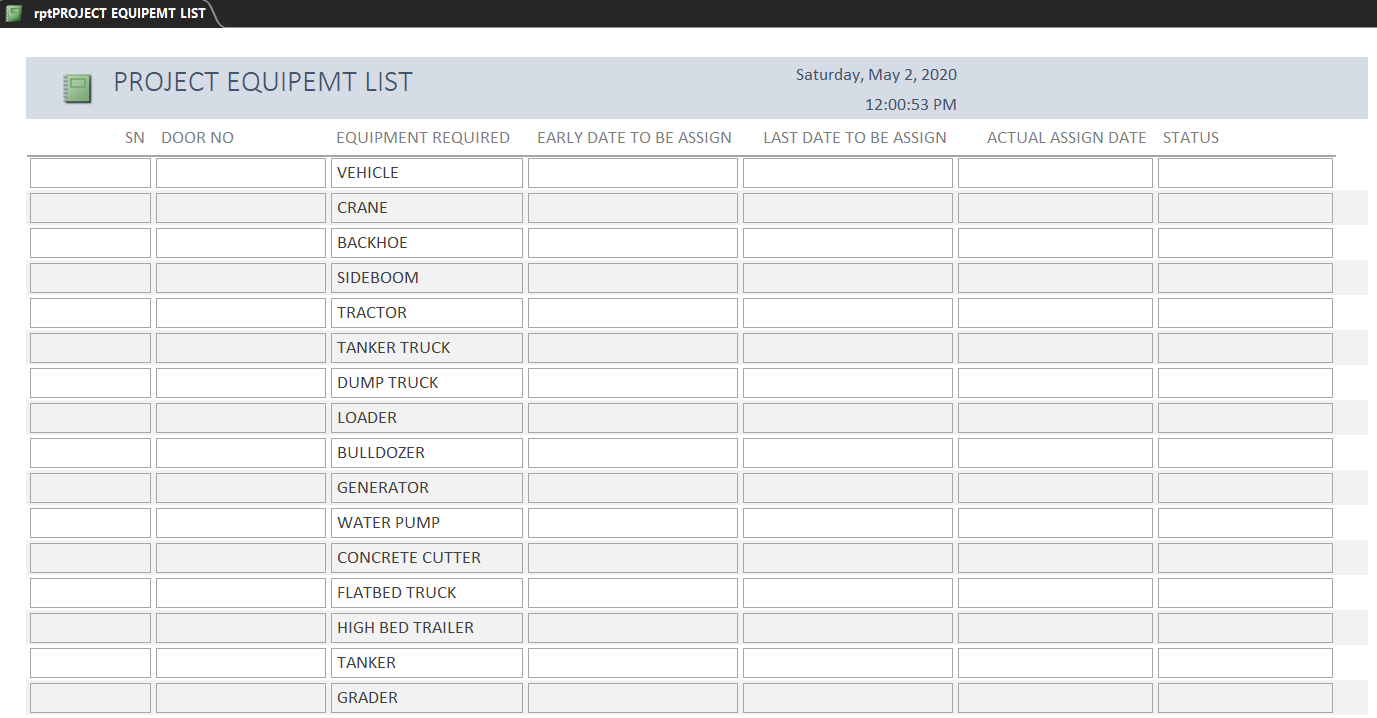 rptPROJECT EQUIPEMT LIST
PROJECT EQUIPEMT LIST
Saturday, May 2, 2020
12:00:53 PM
SN DOOR NO EQUIPMENT REQUIRED EARLY DATE TO BE ASSIGN LAST DATE TO BE ASSIGN ACTUAL ASSIGN DATE STATUS
VEHICLE
CRANE
BACKHOE
SIDEBOOM
TRACTOR
TANKER TRUCK
DUMP TRUCK
LOADER
BULLDOZER
GENERATOR
WATER PUMP
CONCRETE CUTTER
FLATBED TRUCK
HIGH BED TRAILER
TANKER
GRADER